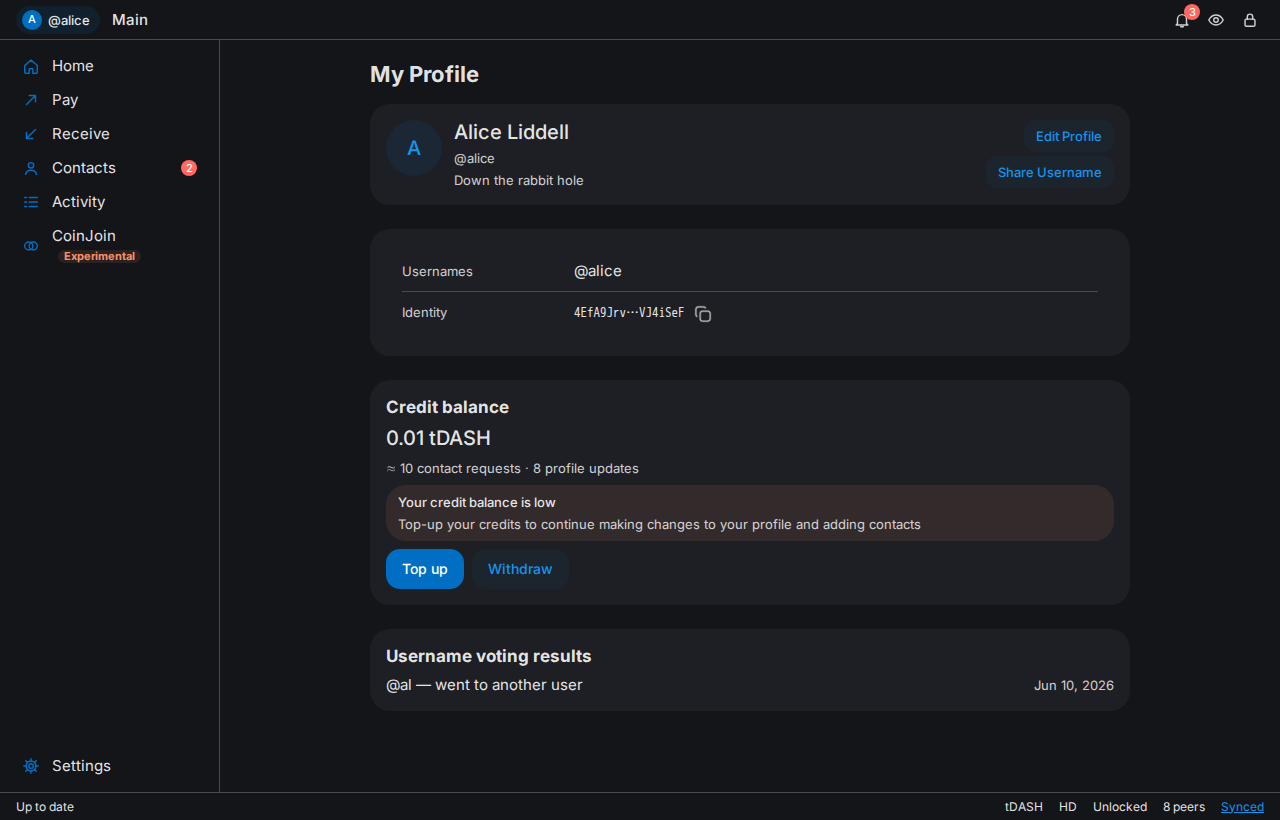 A @alice Main 3
Home
Pay
Receive
Contacts 2
Activity
CoinJoin
Experimental
Settings
My Profile
A
Alice Liddell
@alice
Down the rabbit hole
Edit Profile
Share Username
Usernames @alice
Identity 4EfA9Jrv⋯VJ4iSeF
Credit balance
0.01 tDASH
≈ 10 contact requests · 8 profile updates
Your credit balance is low
Top-up your credits to continue making changes to your profile and adding contacts
Top up Withdraw
Username voting results
@al — went to another user Jun 10, 2026
Up to date tDASH HD Unlocked 8 peers Synced